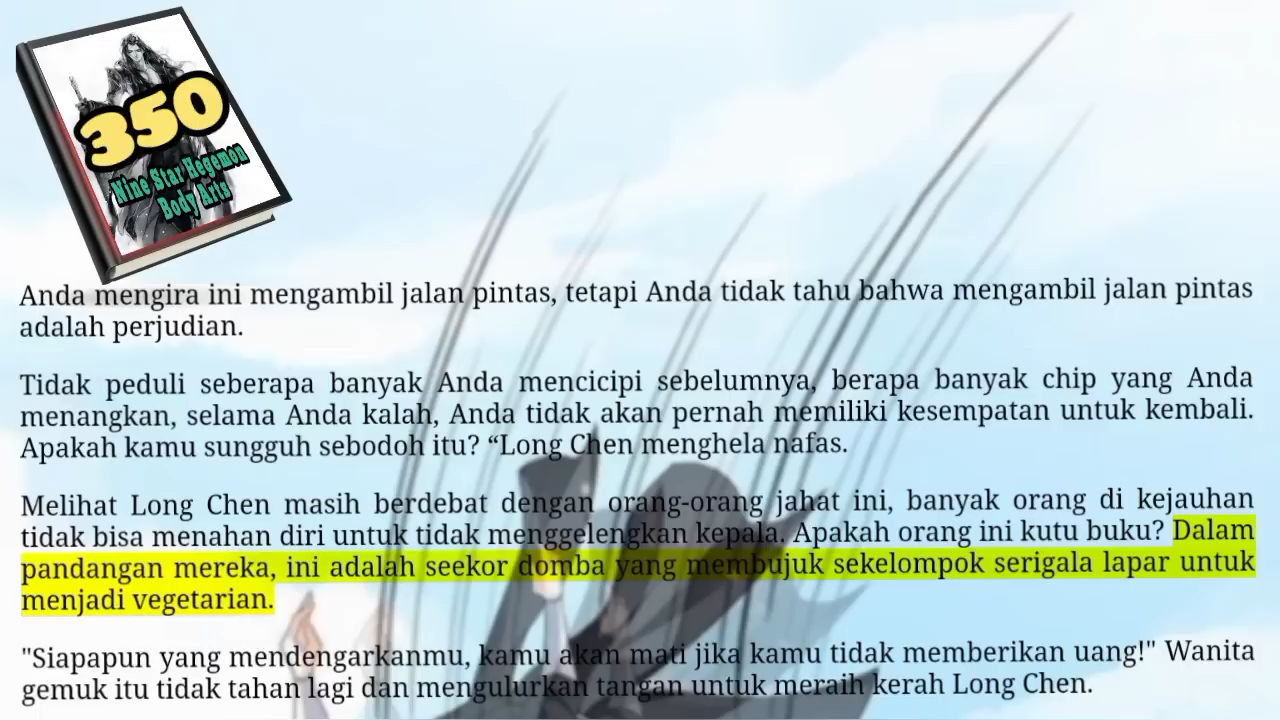 350
Nine Star Hegemon
Body Arts
Anda mengira ini mengambil jalan pintas, tetapi Anda tidak tahu bahwa mengambil jalan pintas
adalah perjudian.
Tidak peduli seberapa banyak Anda mencicipi sebelumnya, berapa banyak chip yang Anda
menangkan, selama Anda kalah, Anda tidak akan pernah memiliki kesempatan untuk kembali.
Apakah kamu sungguh sebodoh itu? “Long Chen menghela nafas.
Melihat Long Chen masih berdebat dengan orang-orang jahat ini, banyak orang di kejauhan
tidak bisa menahan diri untuk tidak menggelengkan kepala. Apakah orang ini kutu buku? Dalam
pandangan mereka, ini adalah seekor domba yang membujuk sekelompok serigala lapar untuk
menjadi vegetarian.
"Siapapun yang mendengarkanmu, kamu akan mati jika kamu tidak memberikan uang!" Wanita
gemuk itu tidak tahan lagi dan mengulurkan tangan untuk meraih kerah Long Chen.